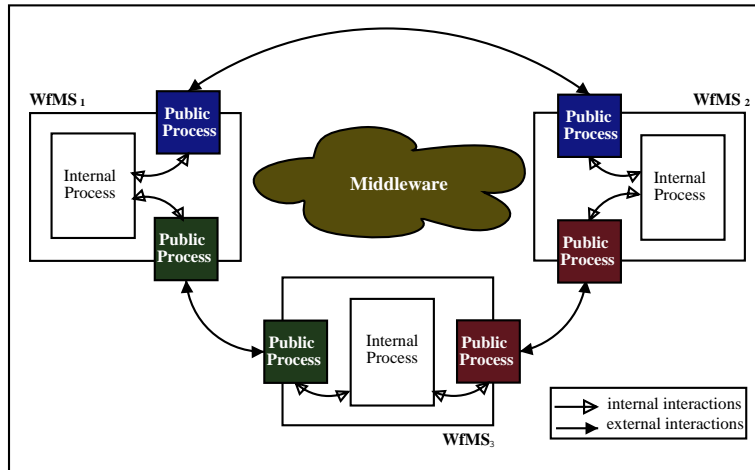 WfMS 1
Public
Process
Internal
Process
Public
Process
Middleware
WfMS 2
Public
Process
Internal
Process
Public
Process
Public
Process
Internal
Process
Public
Process
WfMS3
internal interactions
external interactions